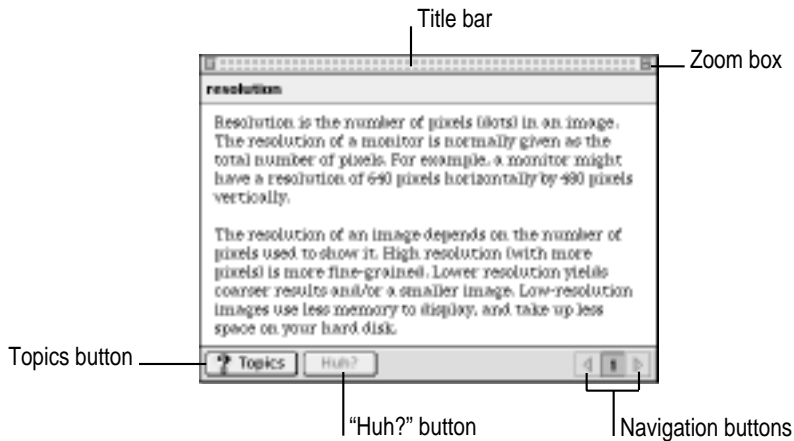 Title bar
Zoom box
resolution
Resolution is the number of pixels (dots) in an image.
The resolution of a monitor is normally given as the
total number of pixels. For example, a monitor might
have a resolution of 640 pixels horizontally by 480 pixels
vertically.
The resolution of an image depends on the number of
pixels used to show it. High resolution (with more
pixels) is more fine-grained. Lower resolution yields
coarser results and/or a smaller image. Low-resolution
images use less memory to display, and take up less
space on your hard disk.
Topics button
Topics
Huh?
1
“Huh?” button
Navigation buttons